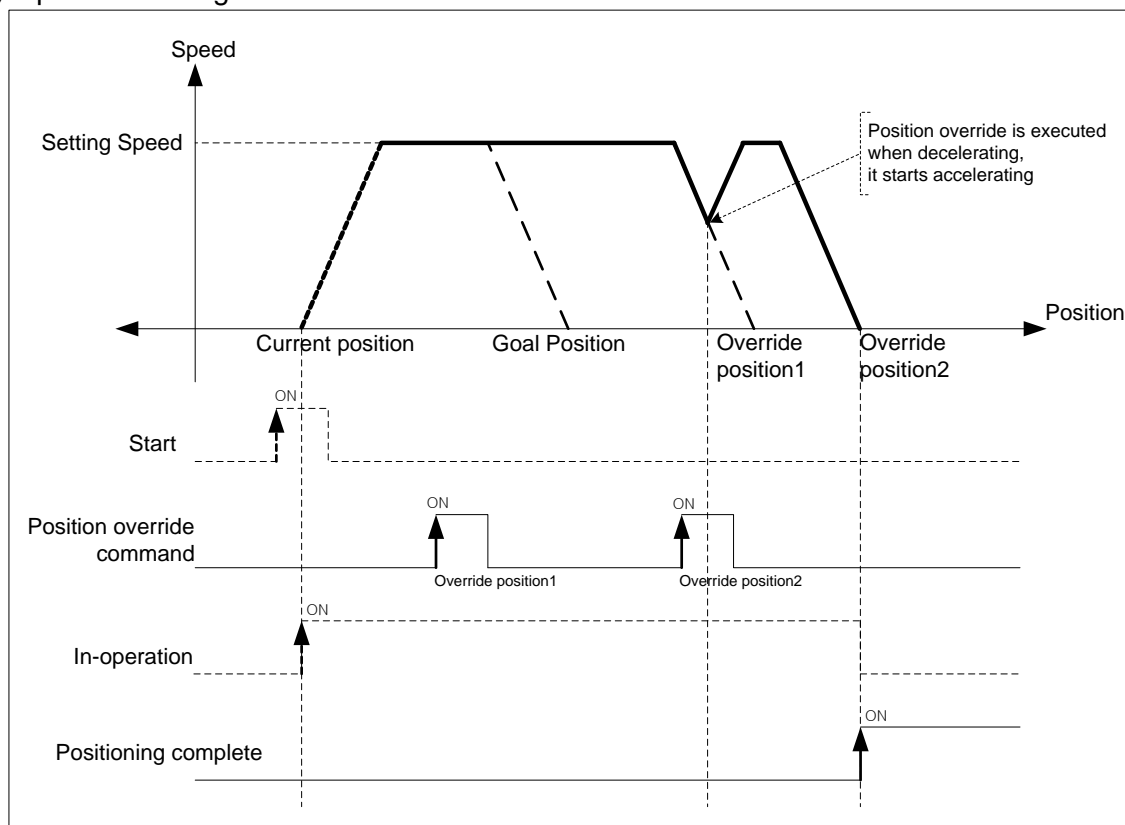 Speed
Setting Speed
Position override is executed
when decelerating,
it starts accelerating
Position
Current position
Goal Position
Override
position1
Override
position2
ON
Start
ON
ON
Position override
command
Override position1
Override position2
ON
In-operation
ON
Positioning complete